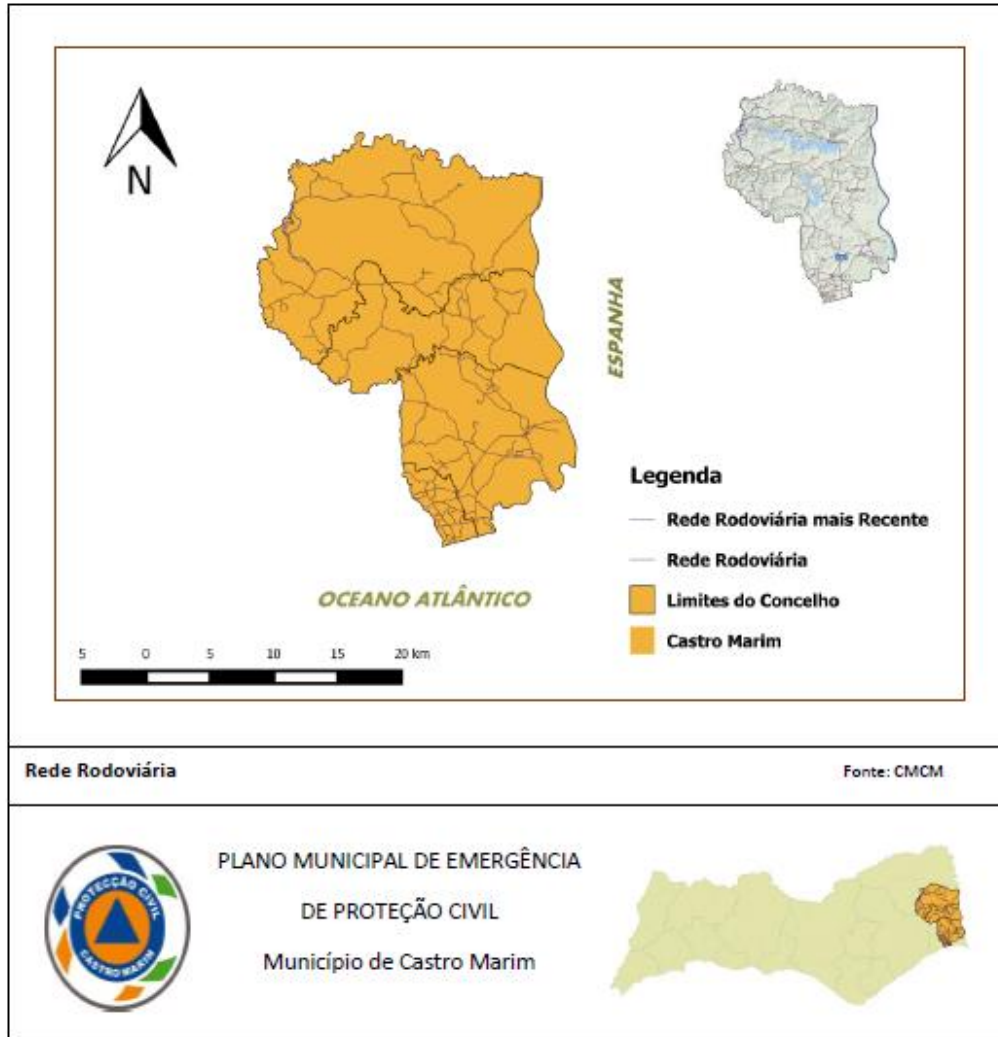 N
ESPANHA
Legenda
Rede Rodoviária mais Recente
Rede Rodoviária
Limites do Concelho
Castro Marim
OCEANO ATLÂNTICO
5 0 5 10 15 20 km
Rede Rodoviária
Fonte: CMCM
PROTECÇÃO CIVIL
CASTRO MARIM
PLANO MUNICIPAL DE EMERGÊNCIA
DE PROTEÇÃO CIVIL
Município de Castro Marim